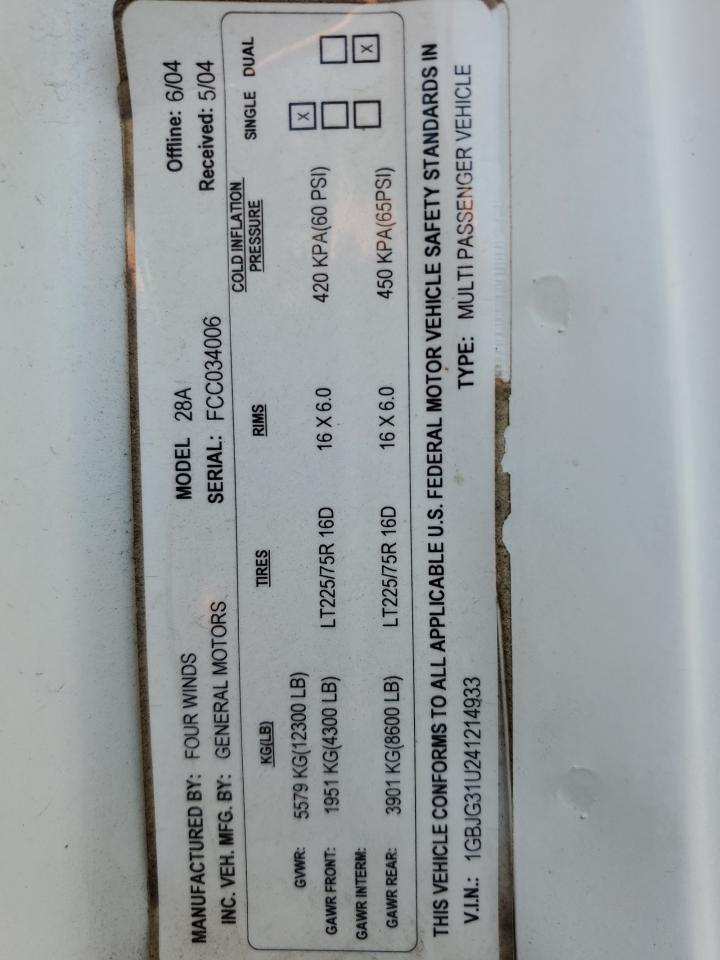 MANUFACTURED BY: FOUR WINDS MODEL 28A Offline: 6/04
INC. VEH. MFG. BY: GENERAL MOTORS SERIAL: FCC034006 Received: 5/04
KG(LB) TIRES RIMS COLD INFLATION PRESSURE SINGLE DUAL
GVWR: 5579 KG(12300 LB) X
GAWR FRONT: 1951 KG(4300 LB) LT225/75R 16D 16 X 6.0 420 KPA(60 PSI)
GAWR INTERM: X
GAWR REAR: 3901 KG(8600 LB) LT225/75R 16D 16 X 6.0 450 KPA(65PSI)
THIS VEHICLE CONFORMS TO ALL APPLICABLE U.S. FEDERAL MOTOR VEHICLE SAFETY STANDARDS IN
V.I.N.: 1GBJG31U241214933 TYPE: MULTI PASSENGER VEHICLE